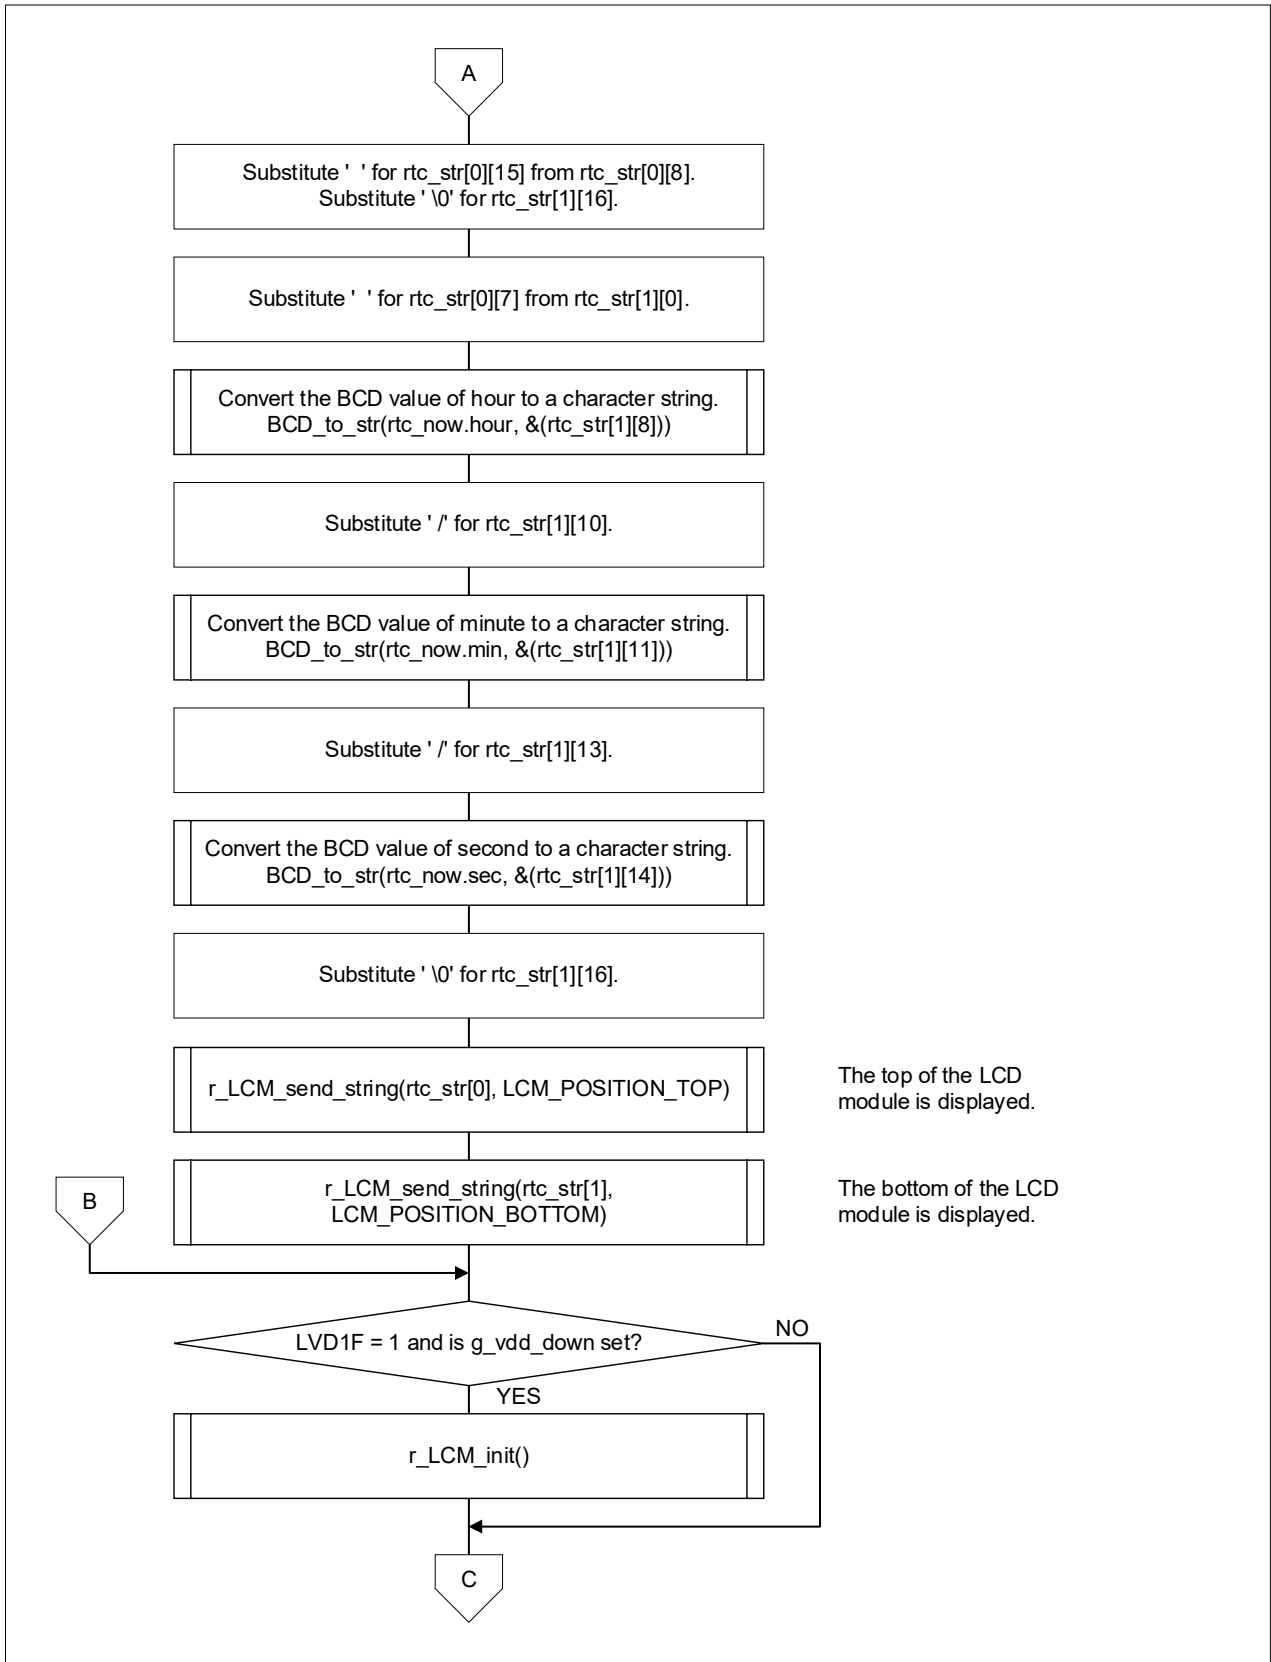 A
Substitute ' ' for rtc_str[0][15] from rtc_str[0][8].
Substitute ' \0' for rtc_str[1][16].
Substitute ' ' for rtc_str[0][7] from rtc_str[1][0].
Convert the BCD value of hour to a character string.
BCD_to_str(rtc_now.hour, &(rtc_str[1][8]))
Substitute ' /' for rtc_str[1][10].
Convert the BCD value of minute to a character string.
BCD_to_str(rtc_now.min, &(rtc_str[1][11]))
Substitute ' /' for rtc_str[1][13].
Convert the BCD value of second to a character string.
BCD_to_str(rtc_now.sec, &(rtc_str[1][14]))
Substitute ' \0' for rtc_str[1][16].
r_LCM_send_string(rtc_str[0], LCM_POSITION_TOP)
The top of the LCD
module is displayed.
B
r_LCM_send_string(rtc_str[1],
LCM_POSITION_BOTTOM)
The bottom of the LCD
module is displayed.
LVD1F = 1 and is g_vdd_down set?
NO
YES
r_LCM_init()
C